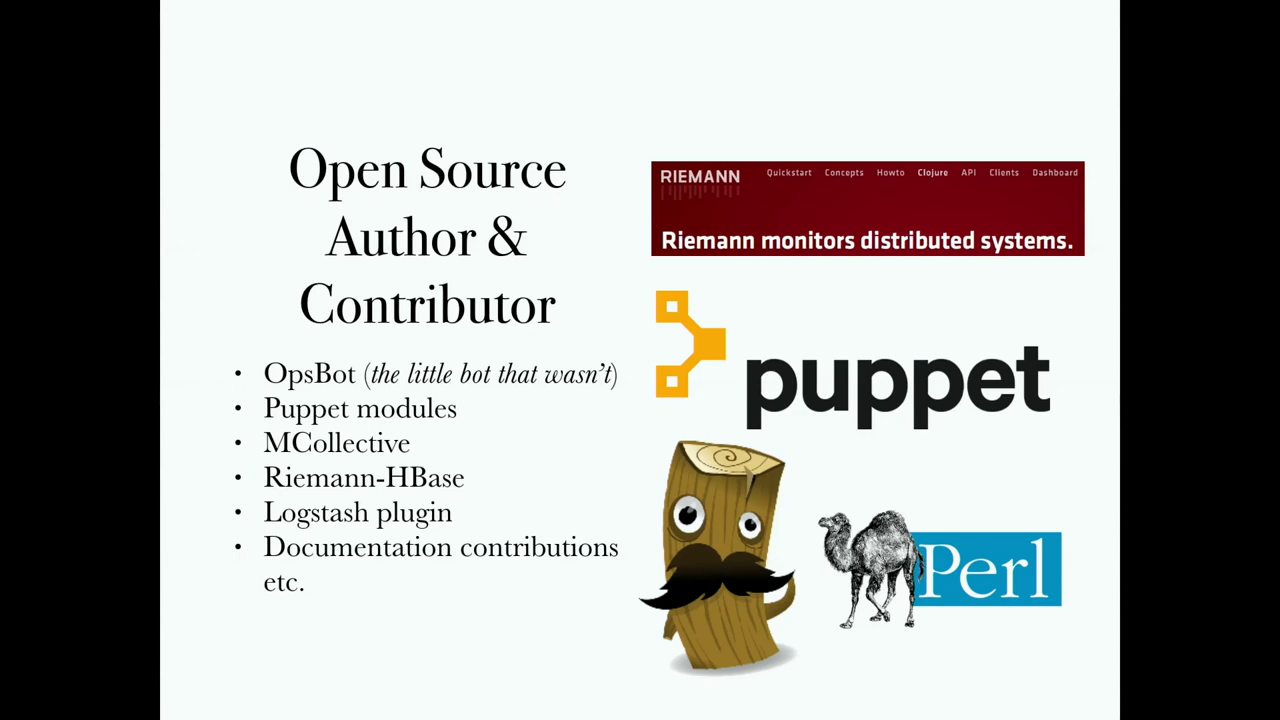 Open Source
Author &
Contributor
• OpsBot (the little bot that wasn't)
• Puppet modules
• MCollective
• Riemann-HBase
• Logstash plugin
• Documentation contributions
etc.
RIEMANN Quickstart Concepts Howto Clojure API Clients Dashboard
Riemann monitors distributed systems.
puppet
Perl